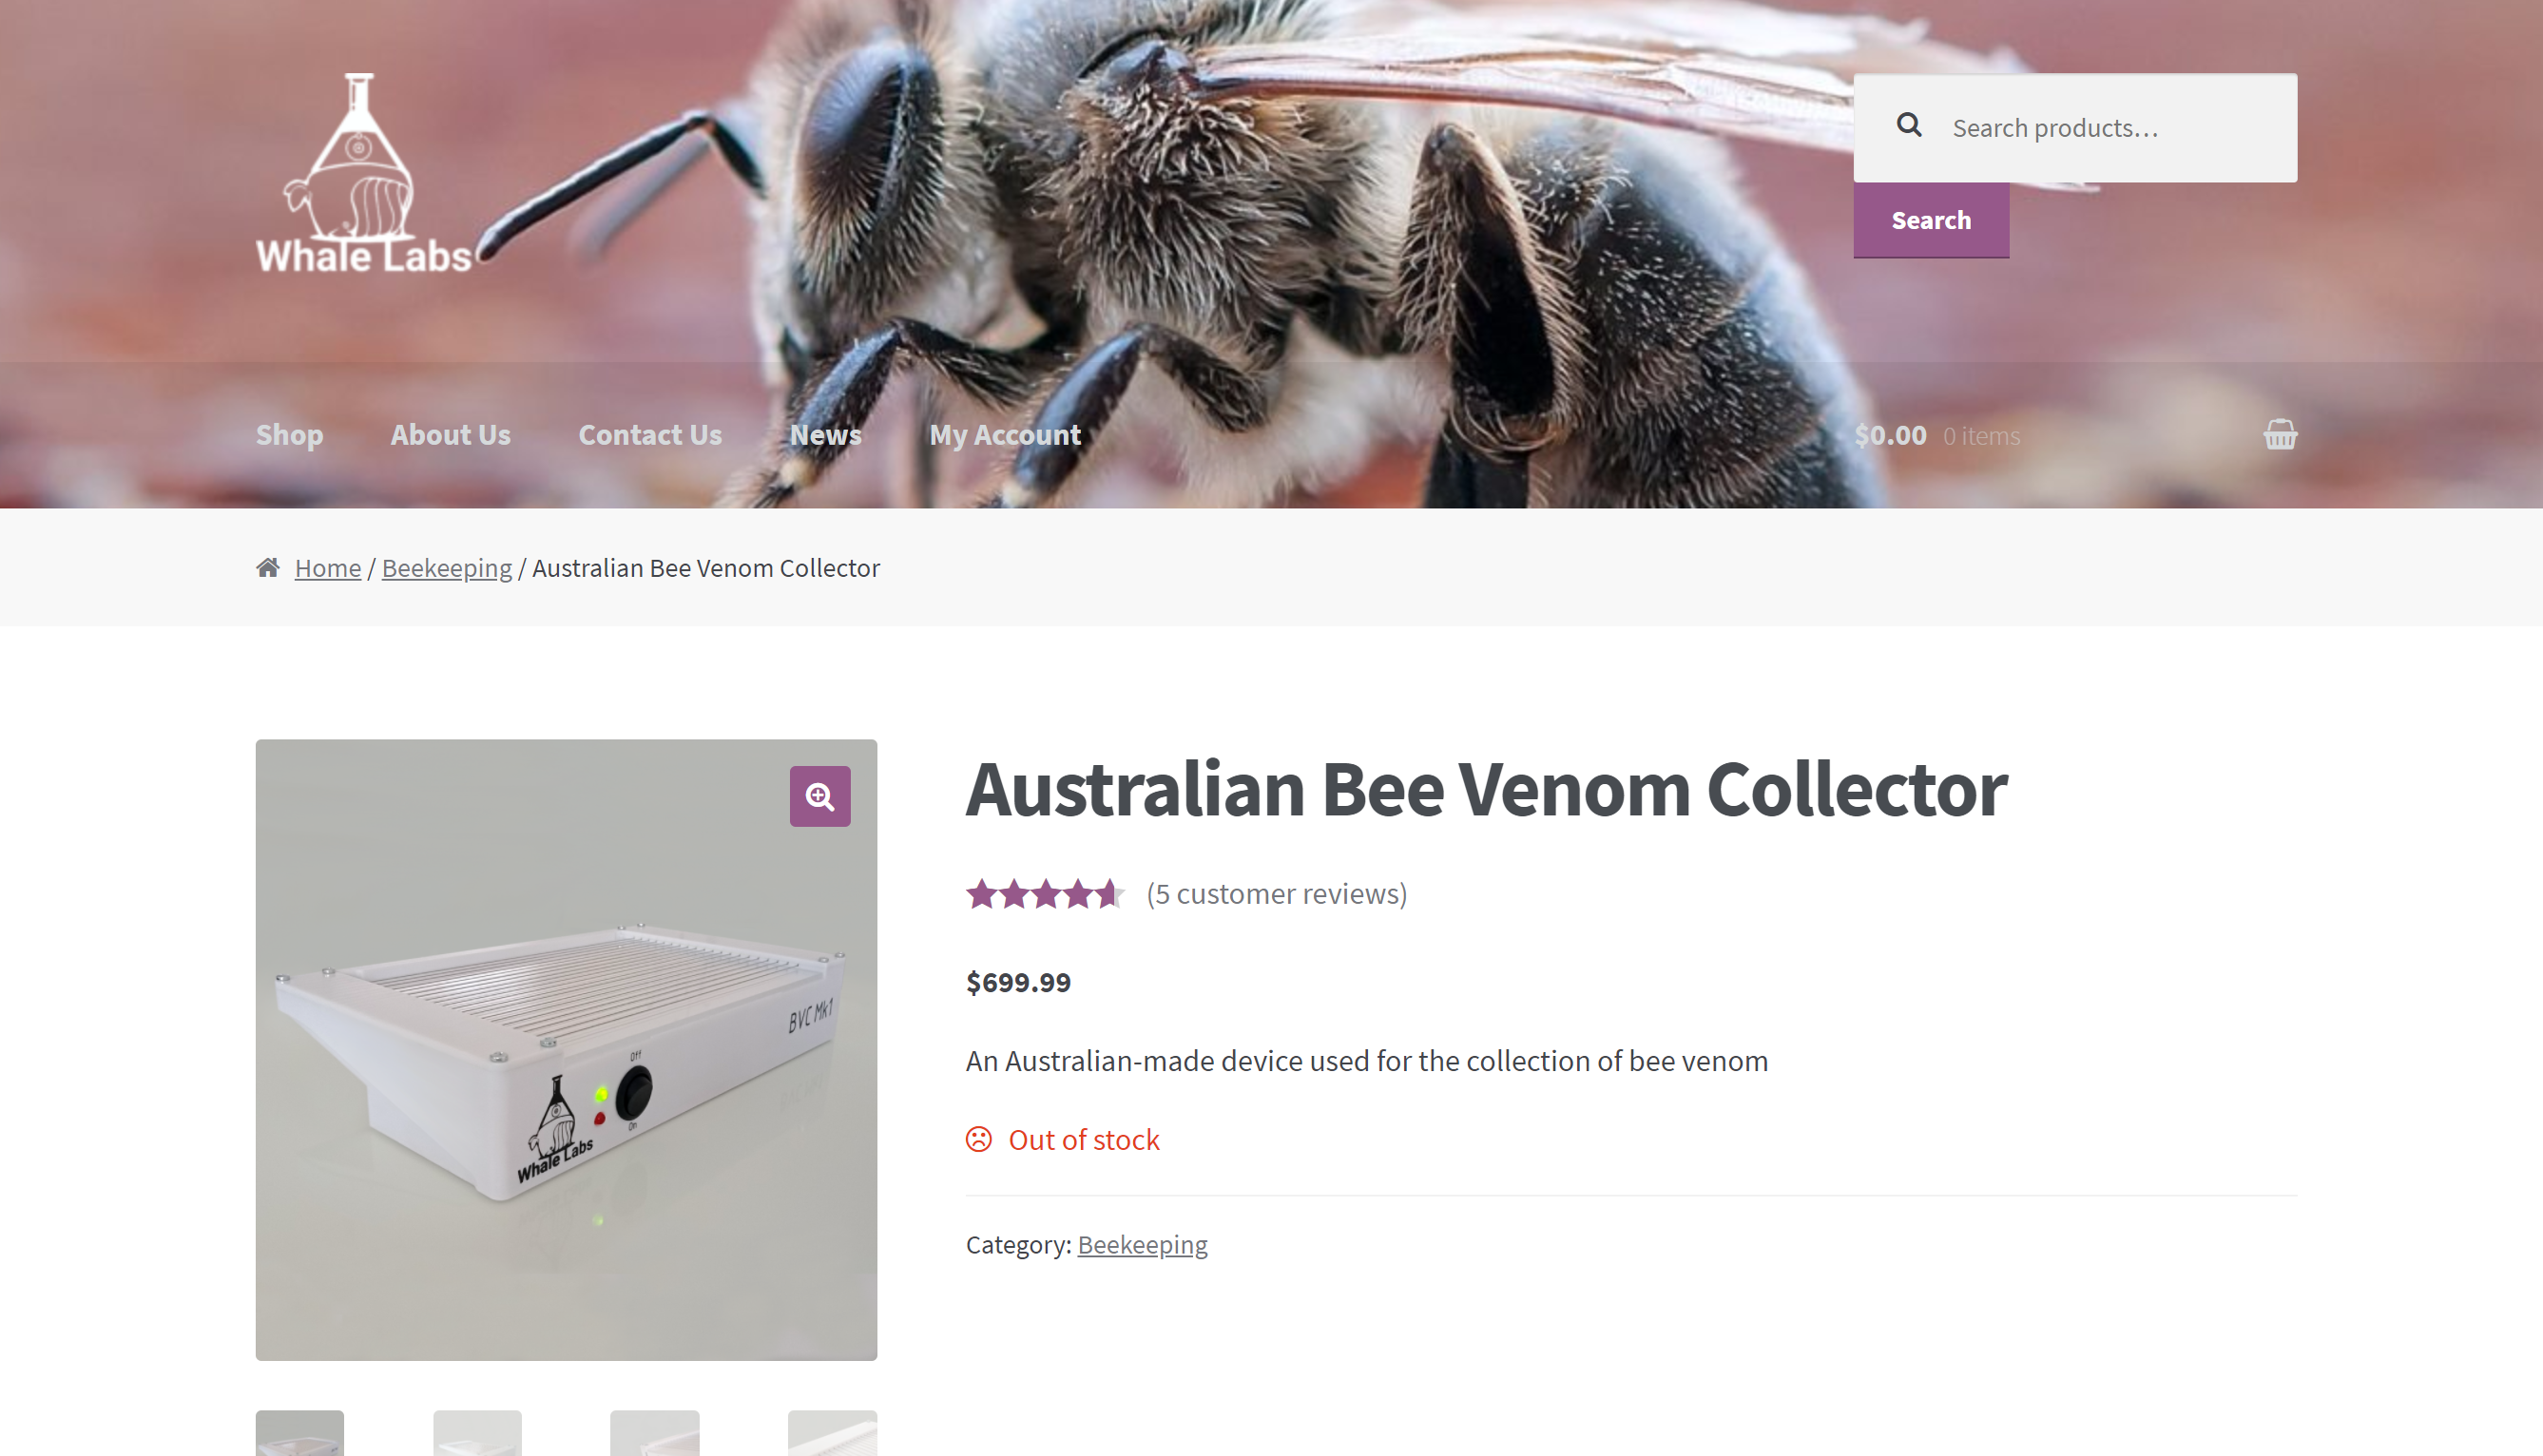 Whale Labs
Search products…
Search
Shop About Us Contact Us News My Account $0.00 0 items
Home / Beekeeping / Australian Bee Venom Collector
Australian Bee Venom Collector
(5 customer reviews)
$699.99
An Australian-made device used for the collection of bee venom
Out of stock
Category: Beekeeping
BVC Mk1
Off
On
Whale Labs